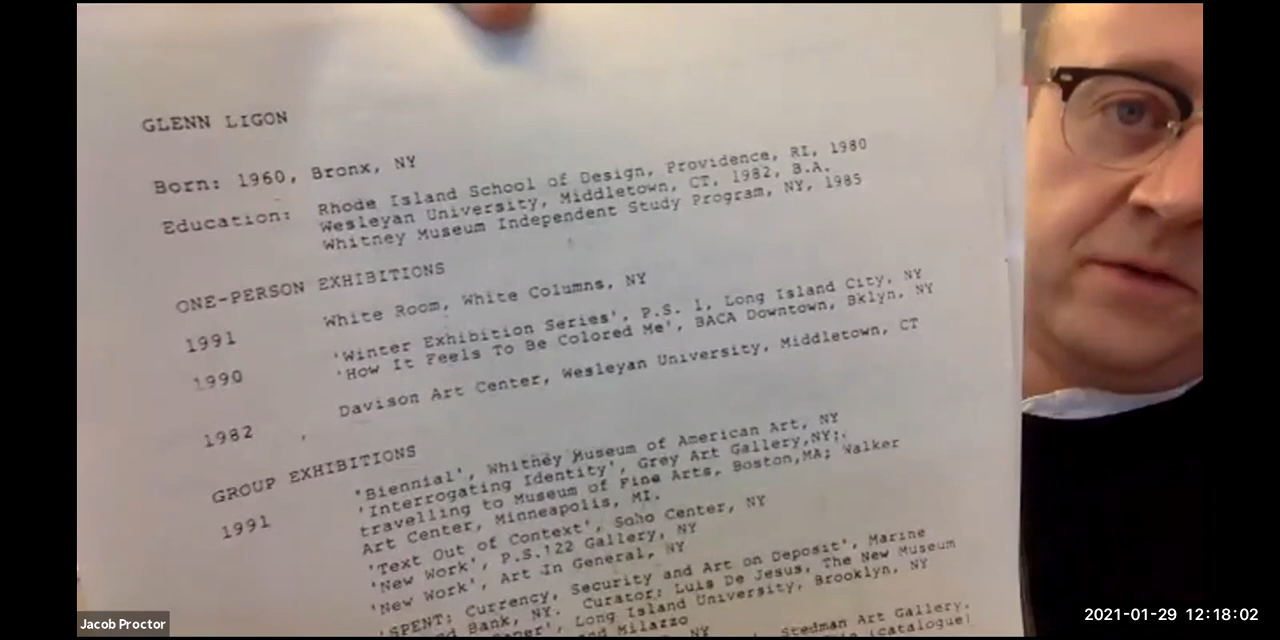 GLENN LIGON
Born: 1960, Bronx, NY
Education: Rhode Island School of Design, Providence, RI, 1980
Wesleyan University, Middletown, CT, 1982, B.A.
Whitney Museum Independent Study Program, NY, 1985
ONE-PERSON EXHIBITIONS
1991 White Room, White Columns, NY
1990 'Winter Exhibition Series', P.S. 1, Long Island City, NY
'How It Feels To Be Colored Me', BACA Downtown, Bklyn, NY
1982 Davison Art Center, Wesleyan University, Middletown, CT
GROUP EXHIBITIONS
1991 'Biennial', Whitney Museum of American Art, NY
'Interrogating Identity', Grey Art Gallery,NY;
travelling to Museum of Fine Arts, Boston,MA; Walker
Art Center, Minneapolis, MI.
'Text Out of Context', Soho Center, NY
'New Work', P.S.122 Gallery, NY
'New Work', Art In General, NY
'SPENT: Currency, Security and Art on Deposit', Marine
Bank, NY. Curator: Luis De Jesus, The New Museum
Long Island University, Brooklyn, NY
Milazzo
NY
Stedman Art Gallery,
(catalogue)
Jacob Proctor
2021-01-29 12:18:02